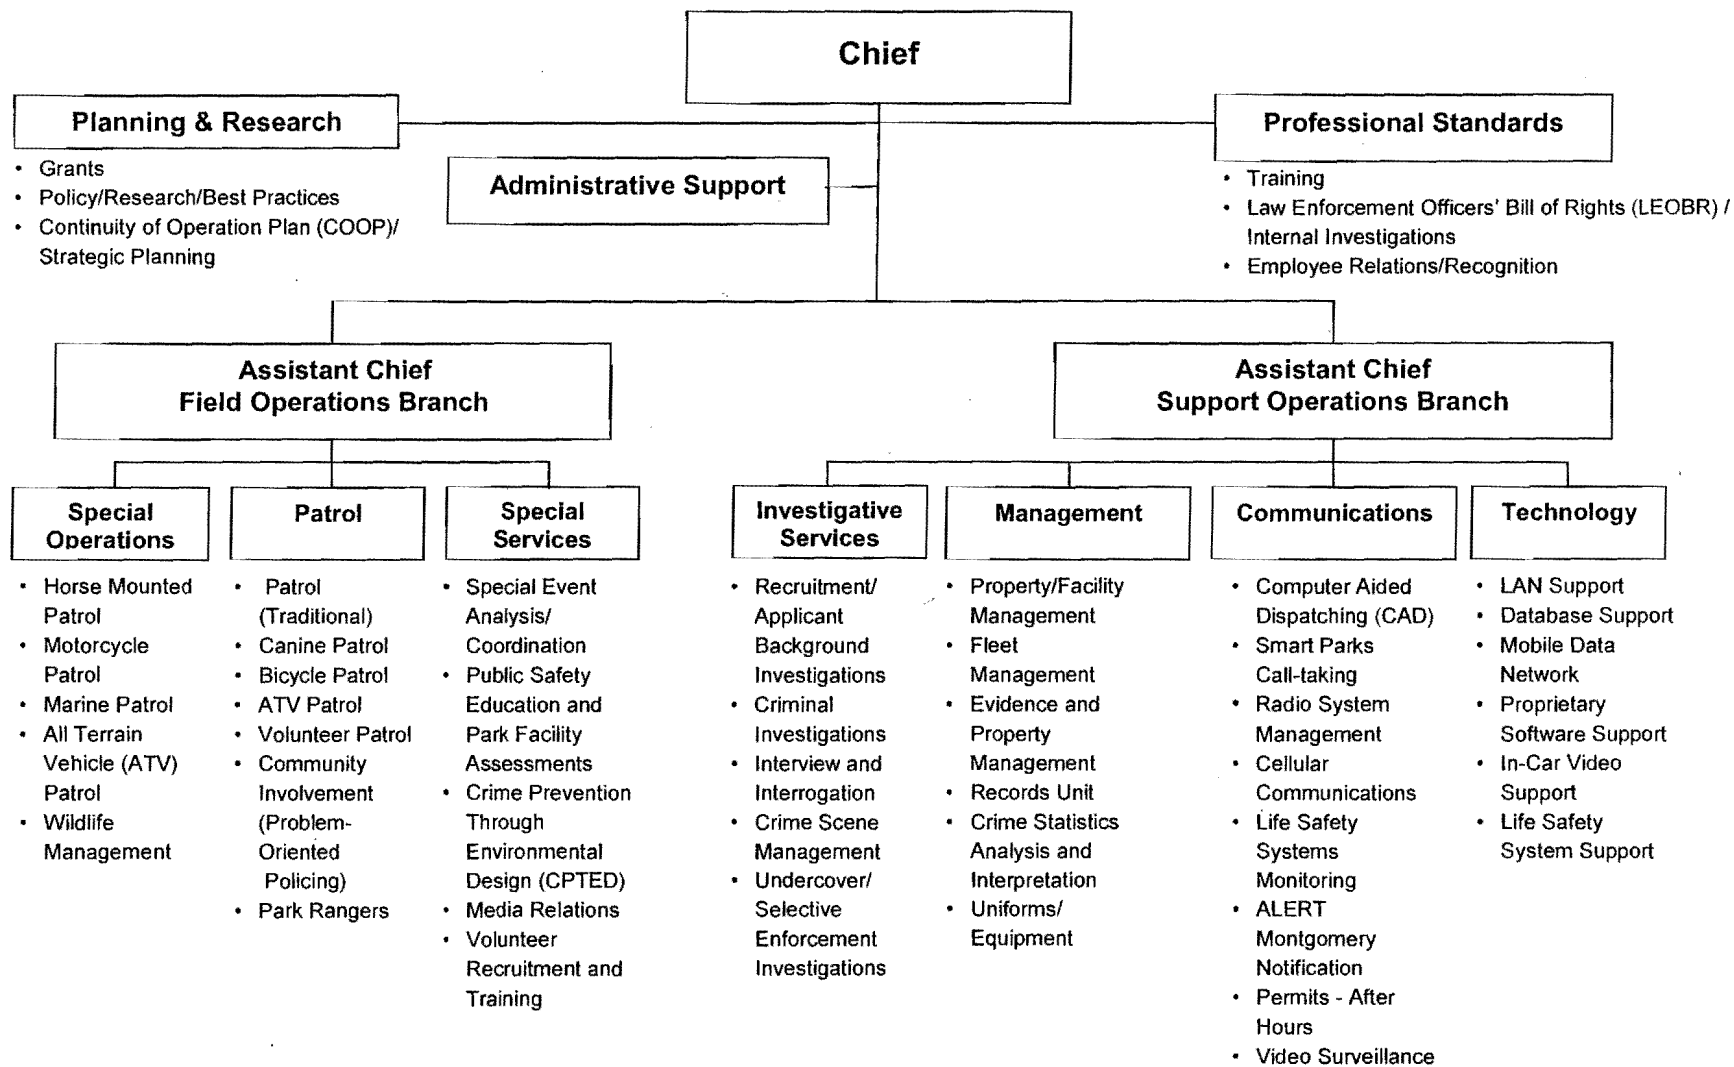 Chief
Planning & Research
• Grants
• Policy/Research/Best Practices
• Continuity of Operation Plan (COOP)/
Strategic Planning
Administrative Support
Professional Standards
• Training
• Law Enforcement Officers' Bill of Rights (LEOBR) /
Internal Investigations
• Employee Relations/Recognition
Assistant Chief
Field Operations Branch
Assistant Chief
Support Operations Branch
Special
Operations
• Horse Mounted
Patrol
• Motorcycle
Patrol
• Marine Patrol
• All Terrain
Vehicle (ATV)
Patrol
• Wildlife
Management
Patrol
• Patrol
(Traditional)
• Canine Patrol
• Bicycle Patrol
• ATV Patrol
• Volunteer Patrol
• Community
Involvement
(Problem-
Oriented
Policing)
• Park Rangers
Special
Services
• Special Event
Analysis/
Coordination
• Public Safety
Education and
Park Facility
Assessments
• Crime Prevention
Through
Environmental
Design (CPTED)
• Media Relations
• Volunteer
Recruitment and
Training
Investigative
Services
• Recruitment/
Applicant
Background
Investigations
• Criminal
Investigations
• Interview and
Interrogation
• Crime Scene
Management
• Undercover/
Selective
Enforcement
Investigations
Management
• Property/Facility
Management
• Fleet
Management
• Evidence and
Property
Management
• Records Unit
• Crime Statistics
Analysis and
Interpretation
• Uniforms/
Equipment
Communications
• Computer Aided
Dispatching (CAD)
• Smart Parks
Call-taking
• Radio System
Management
• Cellular
Communications
• Life Safety
Systems
Monitoring
• ALERT
Montgomery
Notification
• Permits - After
Hours
• Video Surveillance
Technology
• LAN Support
• Database Support
• Mobile Data
Network
• Proprietary
Software Support
• In-Car Video
Support
• Life Safety
System Support